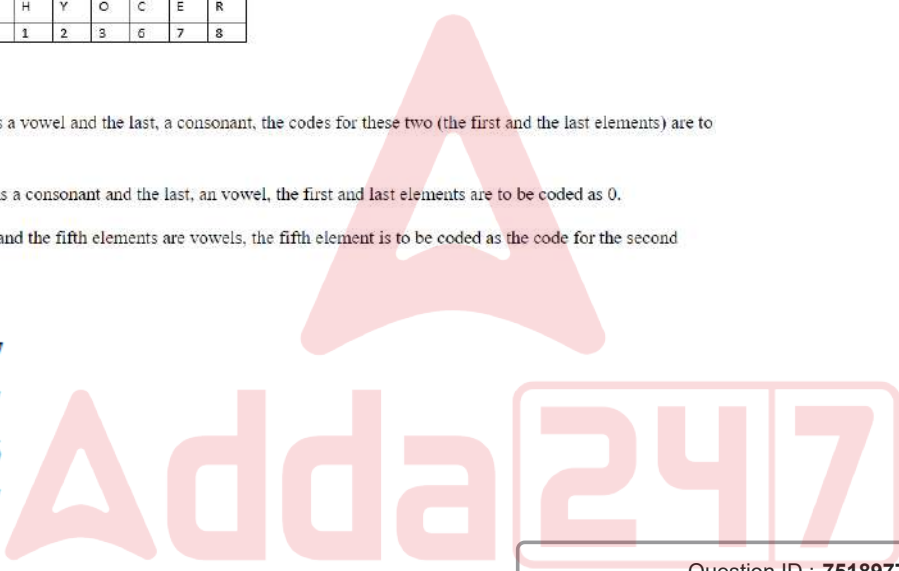 H Y O C E R
1 2 3 6 7 8
a vowel and the last, a consonant, the codes for these two (the first and the last elements) are to
s a consonant and the last, an vowel, the first and last elements are to be coded as 0.
and the fifth elements are vowels, the fifth element is to be coded as the code for the second
Adda247
Question ID : 7518977